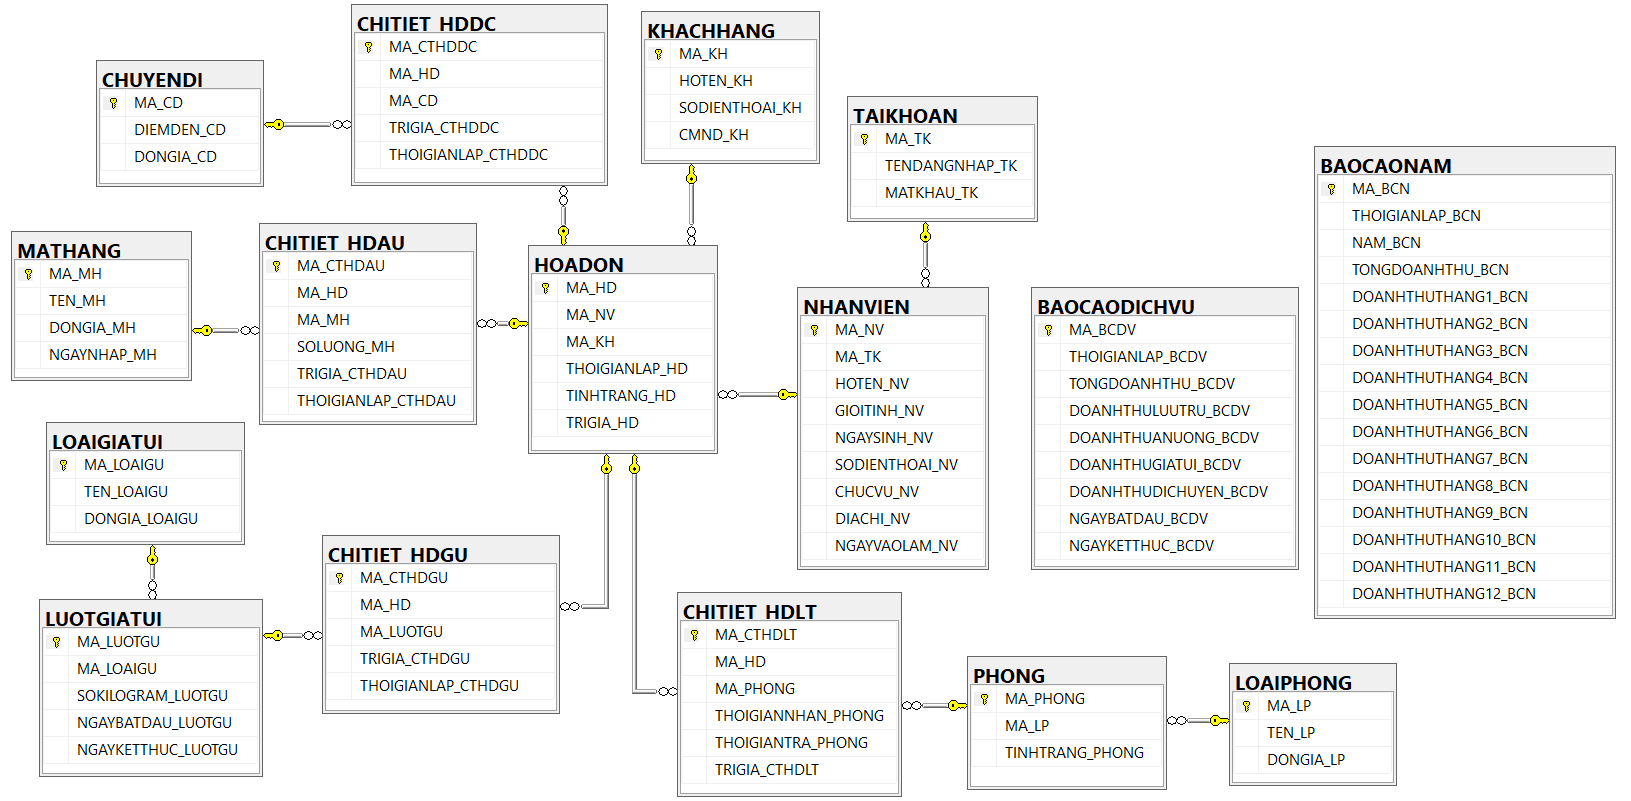 CHITIET_HDDC
MA_CTHDDC
MA_HD
MA_CD
TRIGIA_CTHDDC
THOIGIANLAP_CTHDDC
KHACHHANG
MA_KH
HOTEN_KH
SODIENTHOAI_KH
CMND_KH
CHUYENDI
MA_CD
DIEMDEN_CD
DONGIA_CD
TAIKHOAN
MA_TK
TENDANGNHAP_TK
MATKHAU_TK
BAOCAONAM
MA_BCN
THOIGIANLAP_BCN
NAM_BCN
TONGDOANHTHU_BCN
DOANHTHUTHANG1_BCN
DOANHTHUTHANG2_BCN
DOANHTHUTHANG3_BCN
DOANHTHUTHANG4_BCN
DOANHTHUTHANG5_BCN
DOANHTHUTHANG6_BCN
DOANHTHUTHANG7_BCN
DOANHTHUTHANG8_BCN
DOANHTHUTHANG9_BCN
DOANHTHUTHANG10_BCN
DOANHTHUTHANG11_BCN
DOANHTHUTHANG12_BCN
MATHANG
MA_MH
TEN_MH
DONGIA_MH
NGAYNHAP_MH
CHITIET_HDAU
MA_CTHDAU
MA_HD
MA_MH
SOLUONG_MH
TRIGIA_CTHDAU
THOIGIANLAP_CTHDAU
HOADON
MA_HD
MA_NV
MA_KH
THOIGIANLAP_HD
TINHTRANG_HD
TRIGIA_HD
NHANVIEN
MA_NV
MA_TK
HOTEN_NV
GIOITINH_NV
NGAYSINH_NV
SODIENTHOAI_NV
CHUCVU_NV
DIACHI_NV
NGAYVAOLAM_NV
BAOCAODICHVU
MA_BCDV
THOIGIANLAP_BCDV
TONGDOANHTHU_BCDV
DOANHTHULUUTRU_BCDV
DOANHTHUANUONG_BCDV
DOANHTHUGIATUI_BCDV
DOANHTHUDICHUYEN_BCDV
NGAYBATDAU_BCDV
NGAYKETTHUC_BCDV
LOAIGIATUI
MA_LOAIGU
TEN_LOAIGU
DONGIA_LOAIGU
CHITIET_HDGU
MA_CTHDGU
MA_HD
MA_LUOTGU
TRIGIA_CTHDGU
THOIGIANLAP_CTHDGU
LUOTGIATUI
MA_LUOTGU
MA_LOAIGU
SOKILOGRAM_LUOTGU
NGAYBATDAU_LUOTGU
NGAYKETTHUC_LUOTGU
CHITIET_HDLT
MA_CTHDLT
MA_HD
MA_PHONG
THOIGIANNHAN_PHONG
THOIGIANTRA_PHONG
TRIGIA_CTHDLT
PHONG
MA_PHONG
MA_LP
TINHTRANG_PHONG
LOAIPHONG
MA_LP
TEN_LP
DONGIA_LP